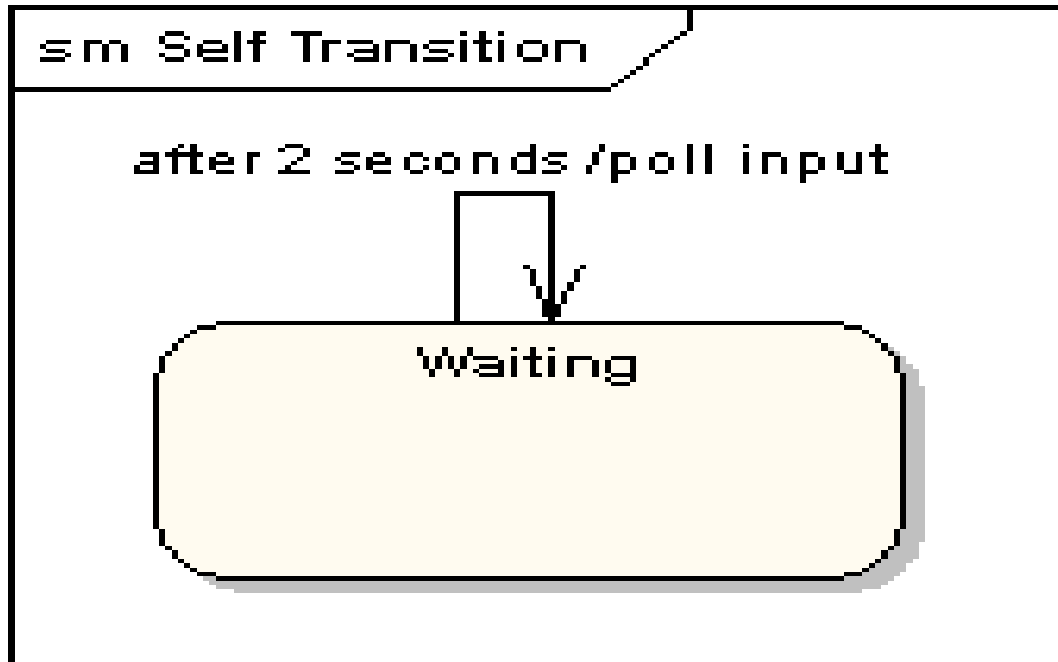 sm Self Transition
after 2 seconds /poll input
Waiting